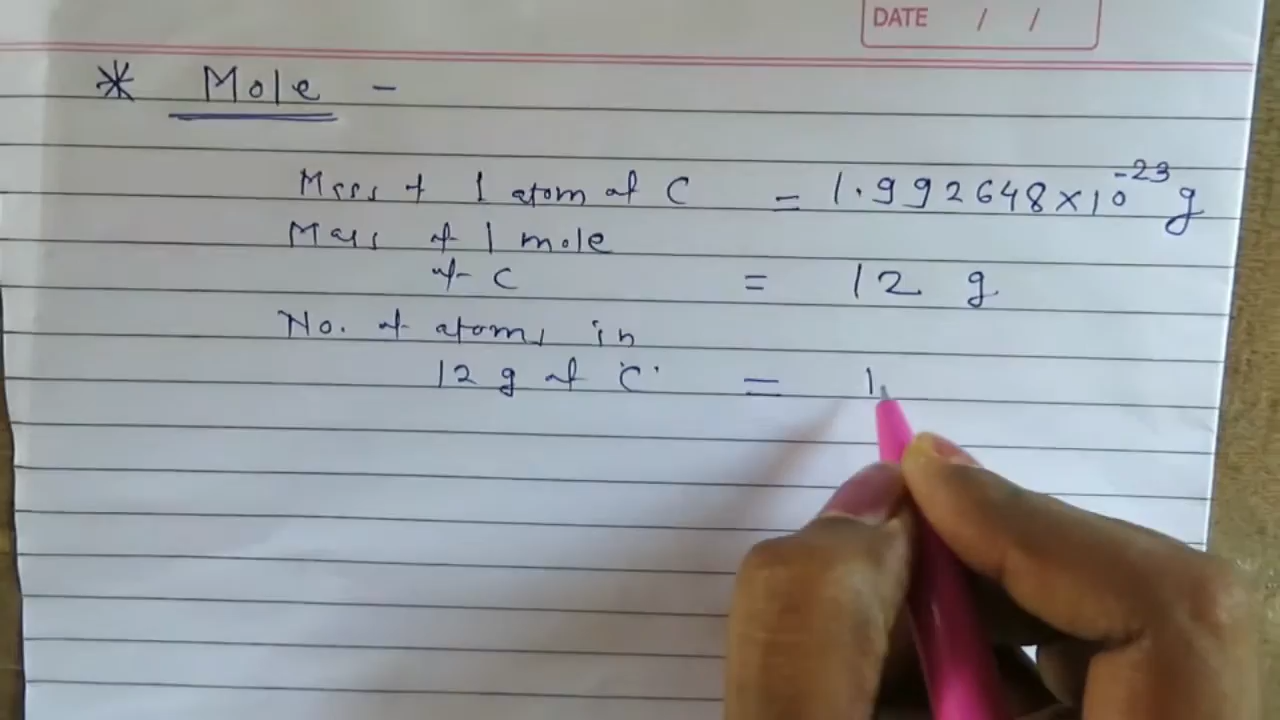 DATE / /
* Mole -
Mass of 1 atom of C = 1.992648×10⁻²³ g
Mass of 1 mole
of C = 12 g
No. of atoms in
12 g of 'C' = 1